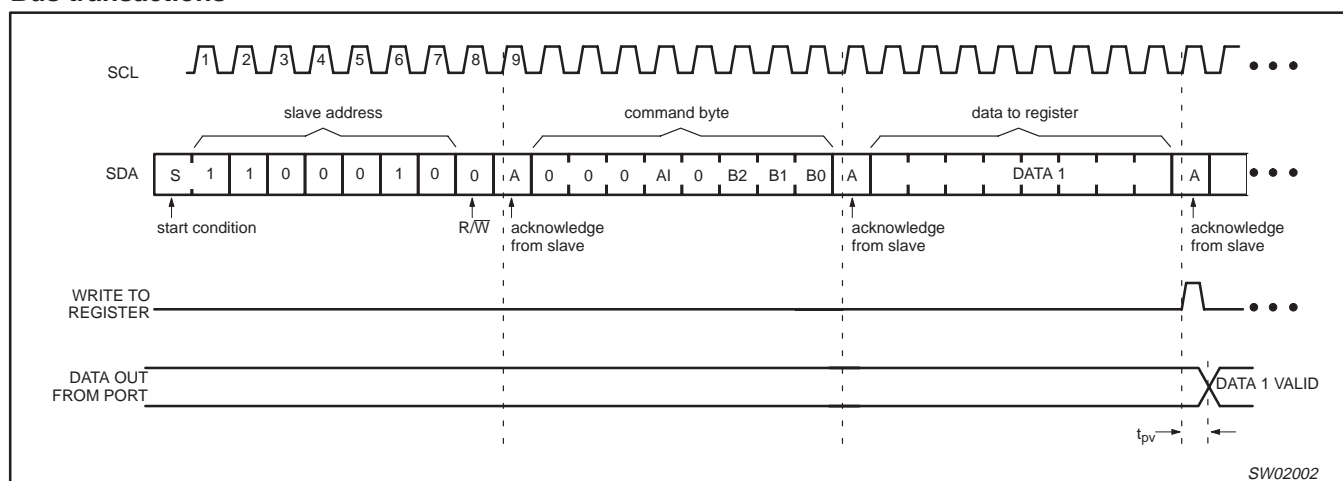 Bus transactions
SCL 1 2 3 4 5 6 7 8 9
slave address command byte data to register
SDA S 1 1 0 0 0 1 0 0 A 0 0 0 AI 0 B2 B1 B0 A DATA 1 A
start condition R/W̅ acknowledge from slave acknowledge from slave acknowledge from slave
WRITE TO
REGISTER
DATA OUT
FROM PORT
DATA 1 VALID
tpv
SW02002